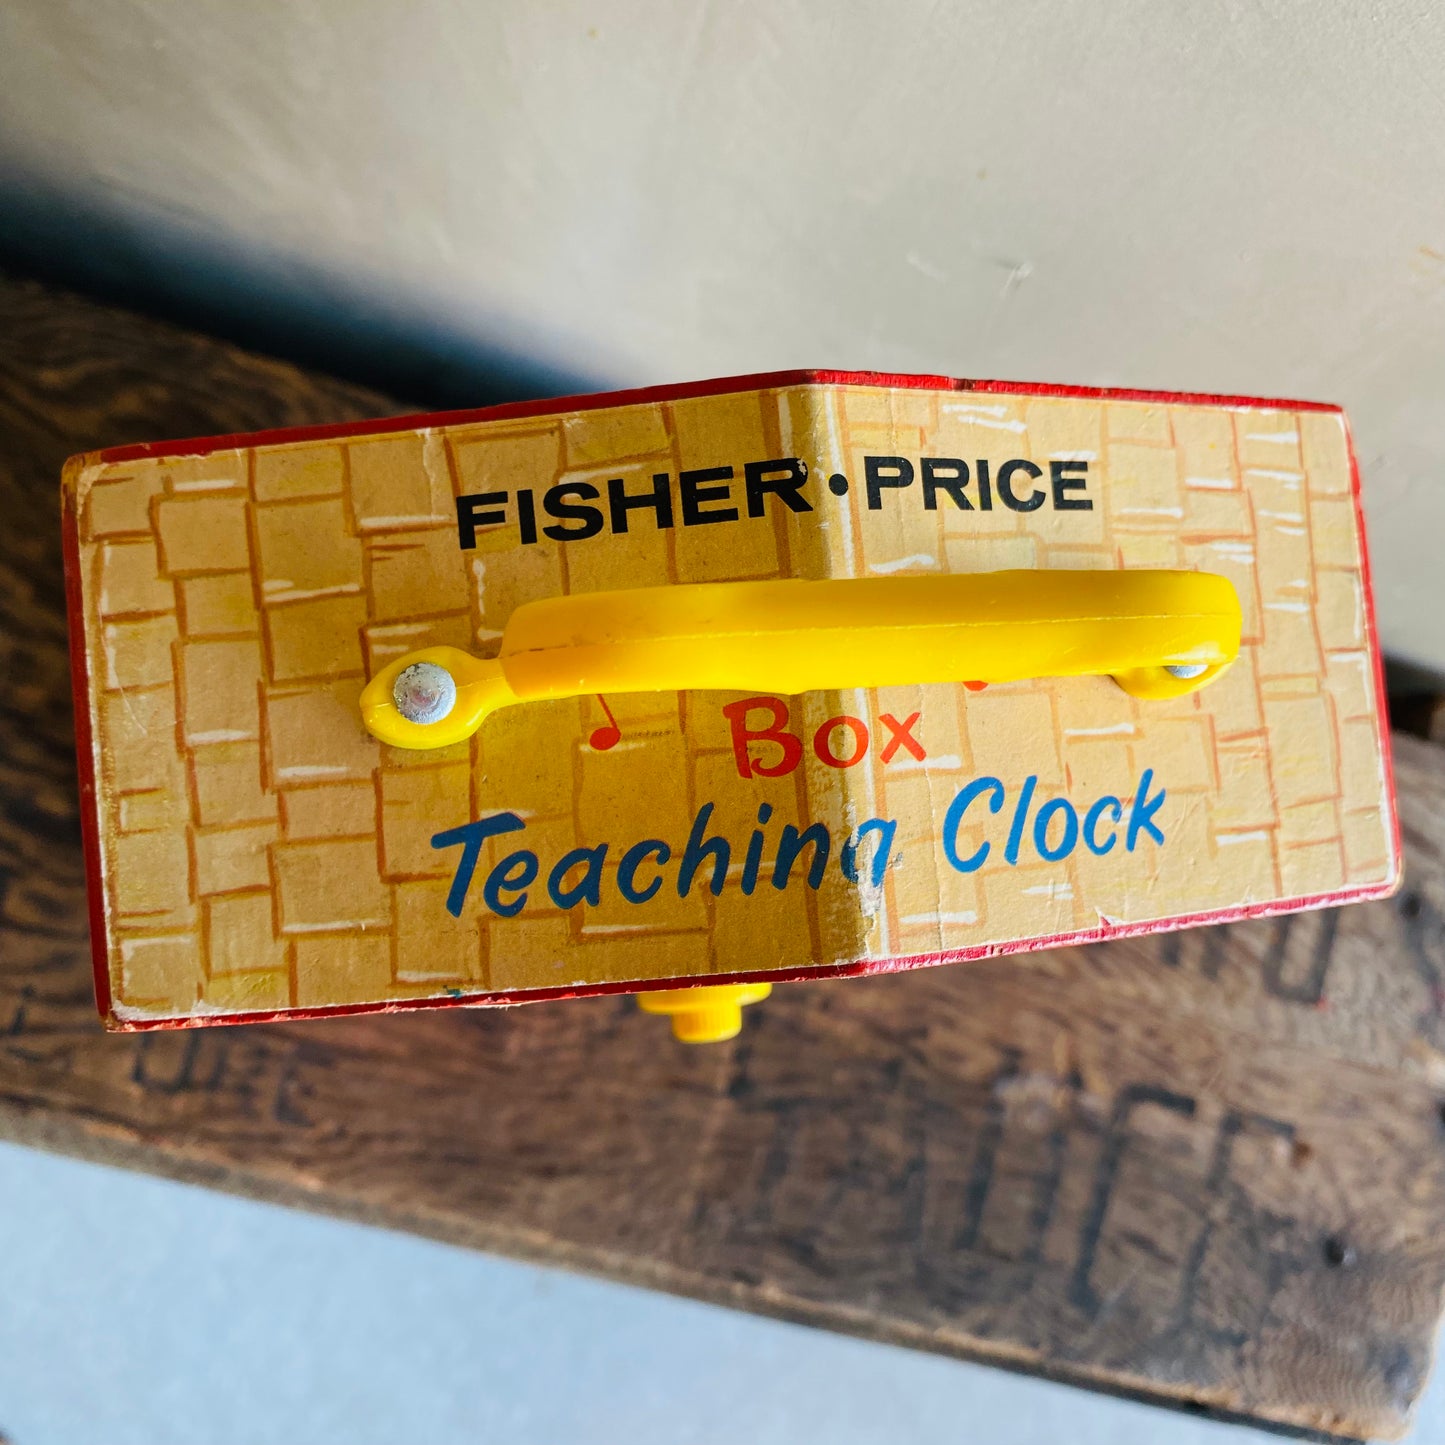 FISHER·PRICE
Box
Teaching Clock